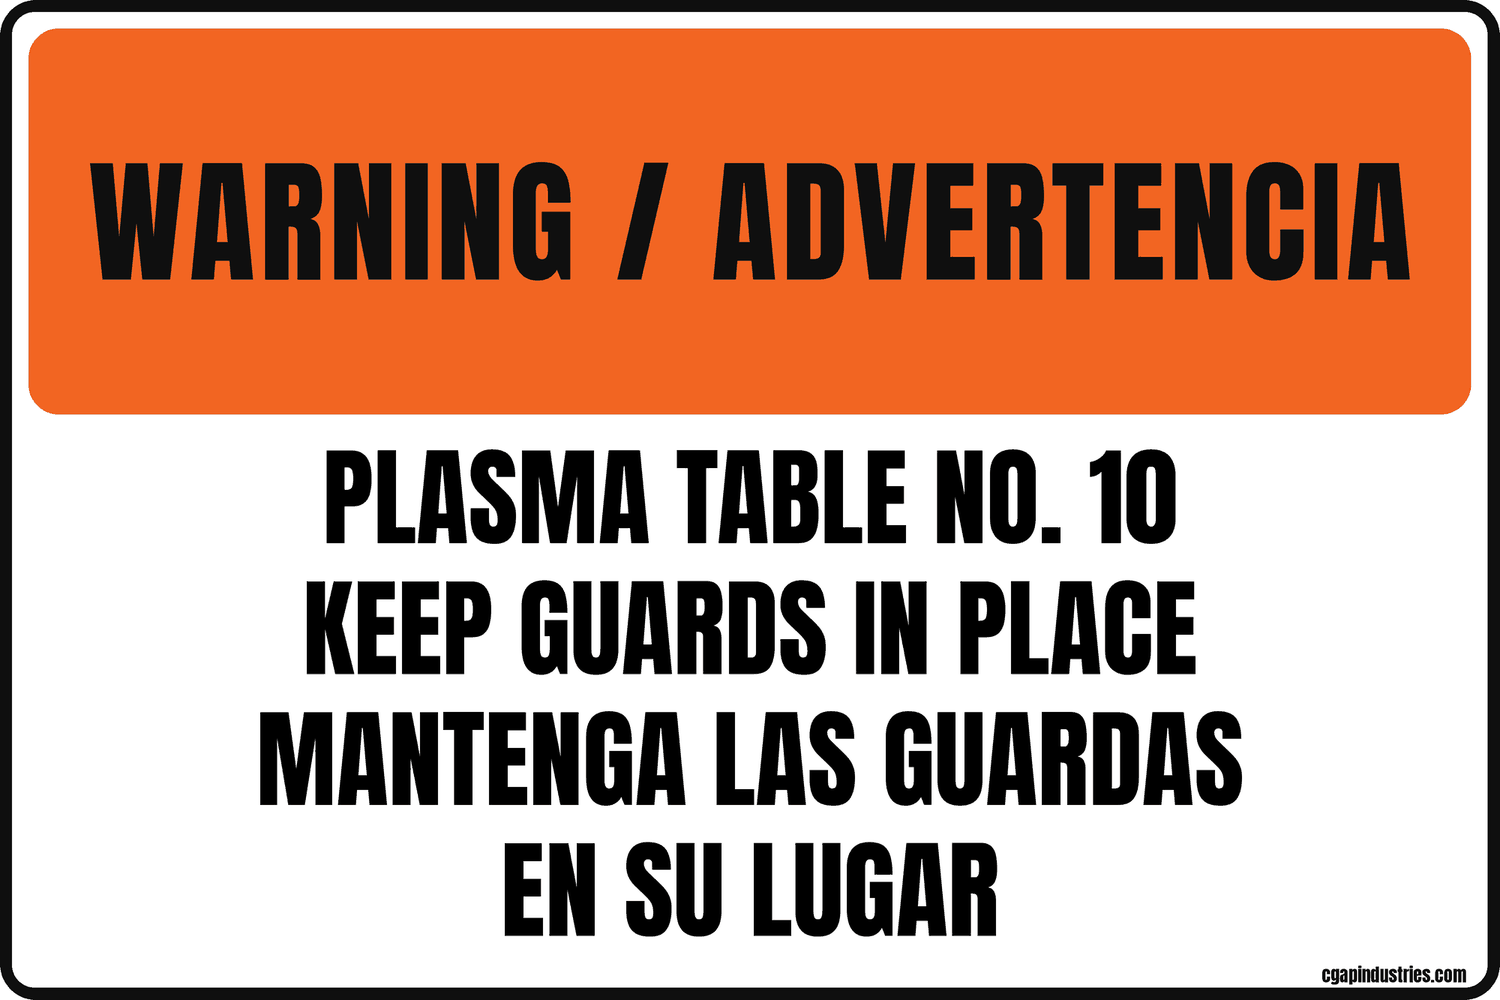 WARNING / ADVERTENCIA
PLASMA TABLE NO. 10
KEEP GUARDS IN PLACE
MANTENGA LAS GUARDAS
EN SU LUGAR
cgapindustries.com